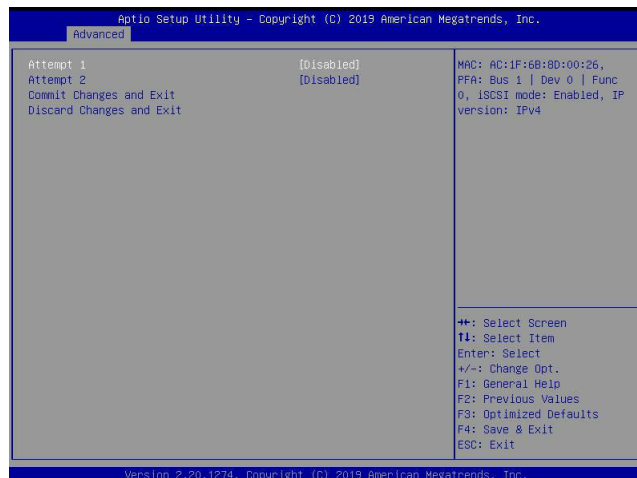 Aptio Setup Utility – Copyright (C) 2019 American Megatrends, Inc.
Advanced
Attempt 1 [Disabled]
Attempt 2 [Disabled]
Commit Changes and Exit
Discard Changes and Exit
MAC: AC:1F:6B:8D:00:26,
PFA: Bus 1 | Dev 0 | Func
0, iSCSI mode: Enabled, IP
version: IPv4
→←: Select Screen
↑↓: Select Item
Enter: Select
+/-: Change Opt.
F1: General Help
F2: Previous Values
F3: Optimized Defaults
F4: Save & Exit
ESC: Exit
Version 2.20.1274. Copyright (C) 2019 American Megatrends, Inc.